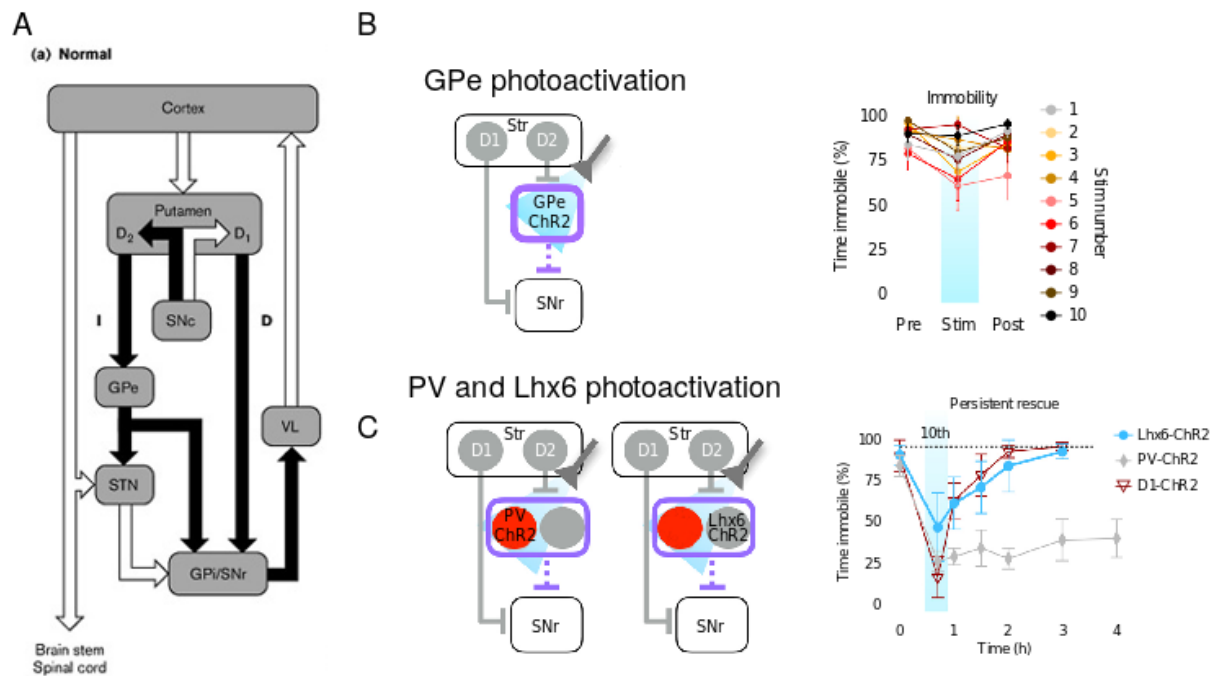 A
(a) Normal
Cortex
Putamen
D2
D1
SNc
I
D
GPe
VL
STN
GPi/SNr
Brain stem
Spinal cord
B
GPe photoactivation
Str
D1
D2
GPe
ChR2
SNr
Immobility
Time immobile (%)
100
75
50
25
0
Pre
Stim
Post
1
2
3
4
5
6
7
8
9
10
Stimnumber
PV and Lhx6 photoactivation
C
Str
D1
D2
PV
ChR2
SNr
Str
D1
D2
Lhx6
ChR2
SNr
Persistent rescue
10th
Time immobile (%)
100
75
50
25
0
0
1
2
3
4
Time (h)
Lhx6-ChR2
PV-ChR2
D1-ChR2